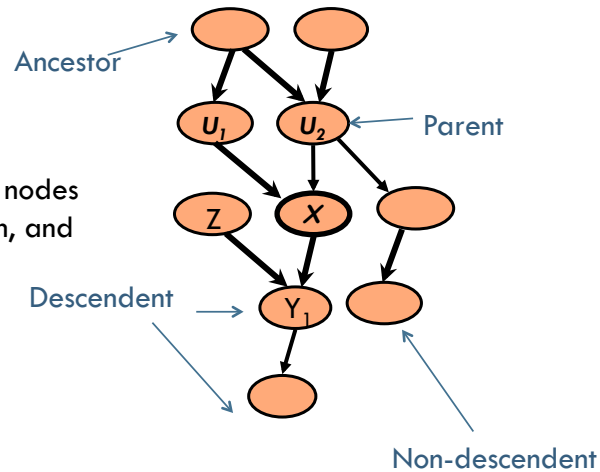 Ancestor
U1 U2
Parent
nodes
Z X
n, and
Descendent
Y1
Non-descendent